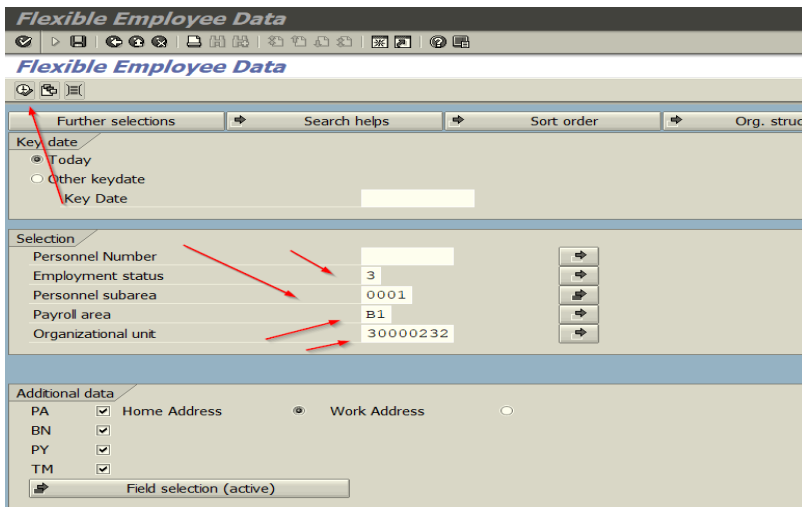 Flexible Employee Data
Flexible Employee Data
Further selections Search helps Sort order Org. struc
Key date
Today
Other keydate
Key Date
Selection
Personnel Number
Employment status 3
Personnel subarea 0001
Payroll area B1
Organizational unit 30000232
Additional data
PA Home Address Work Address
BN
PY
TM
Field selection (active)